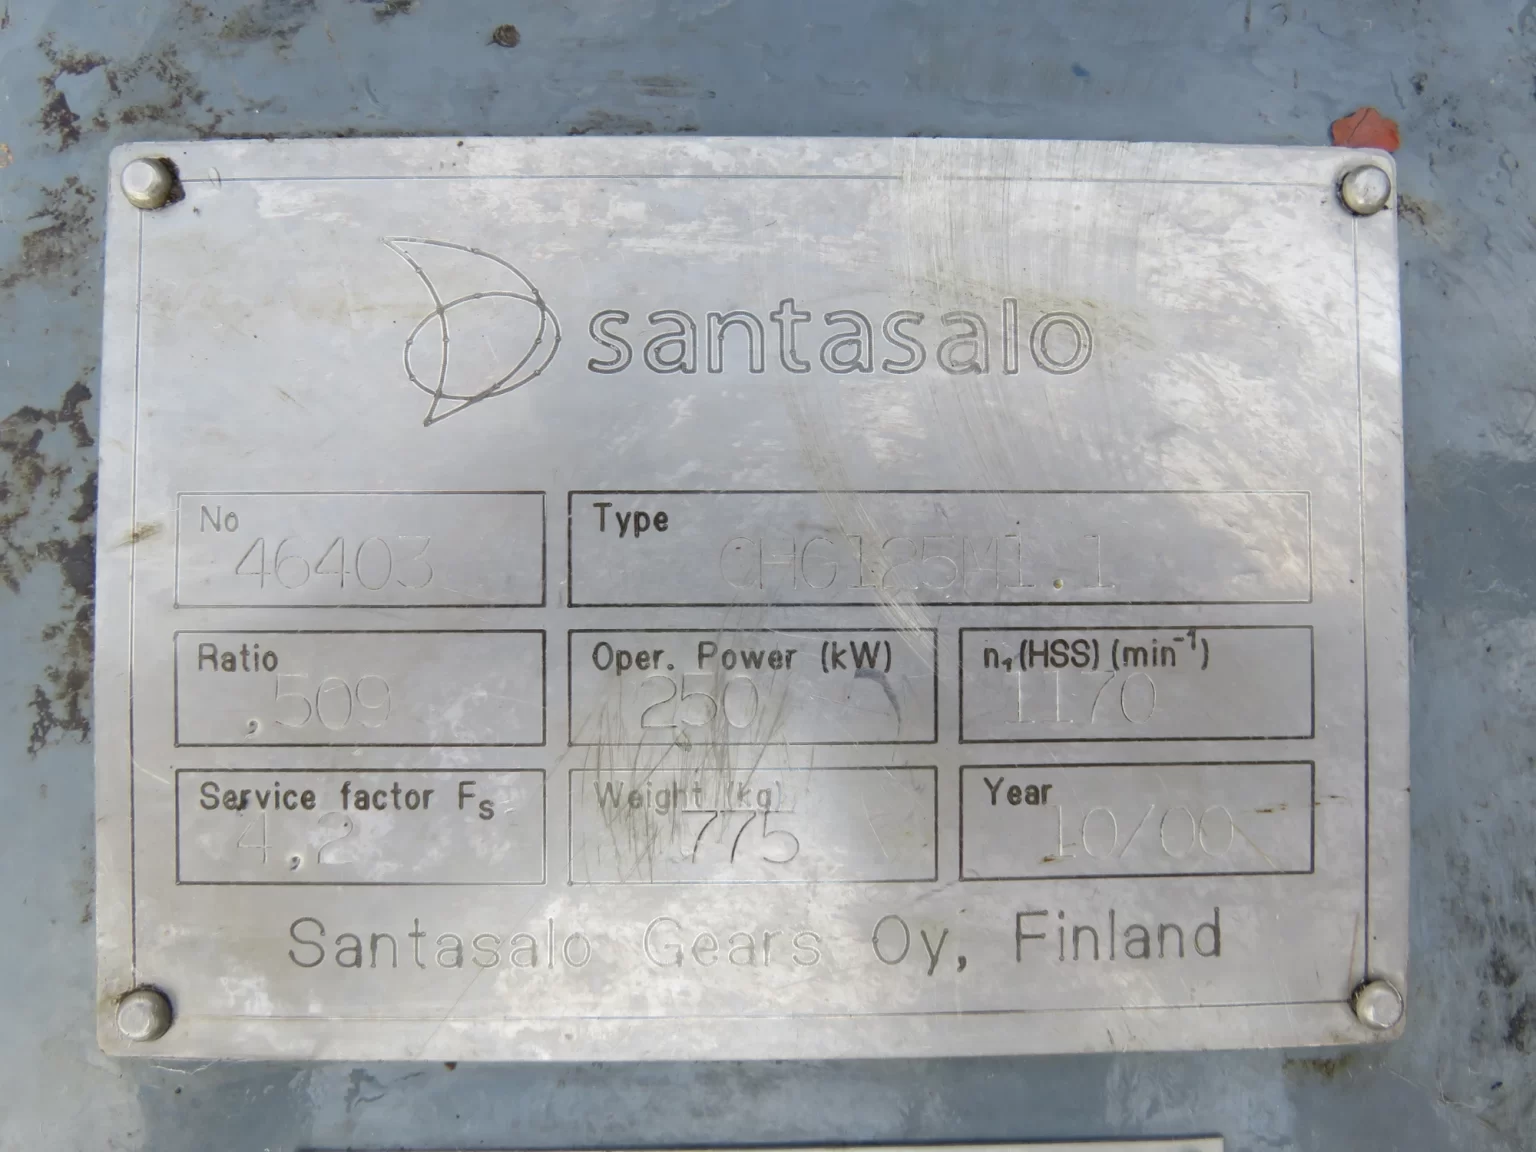 santasalo
No Type
46403 CHG125M1.1
Ratio Oper. Power (kW) n₁(HSS)(min⁻¹)
,509 250 1170
Service factor Fs Weight (kg) Year
4,2 775 10/00
Santasalo Gears Oy, Finland